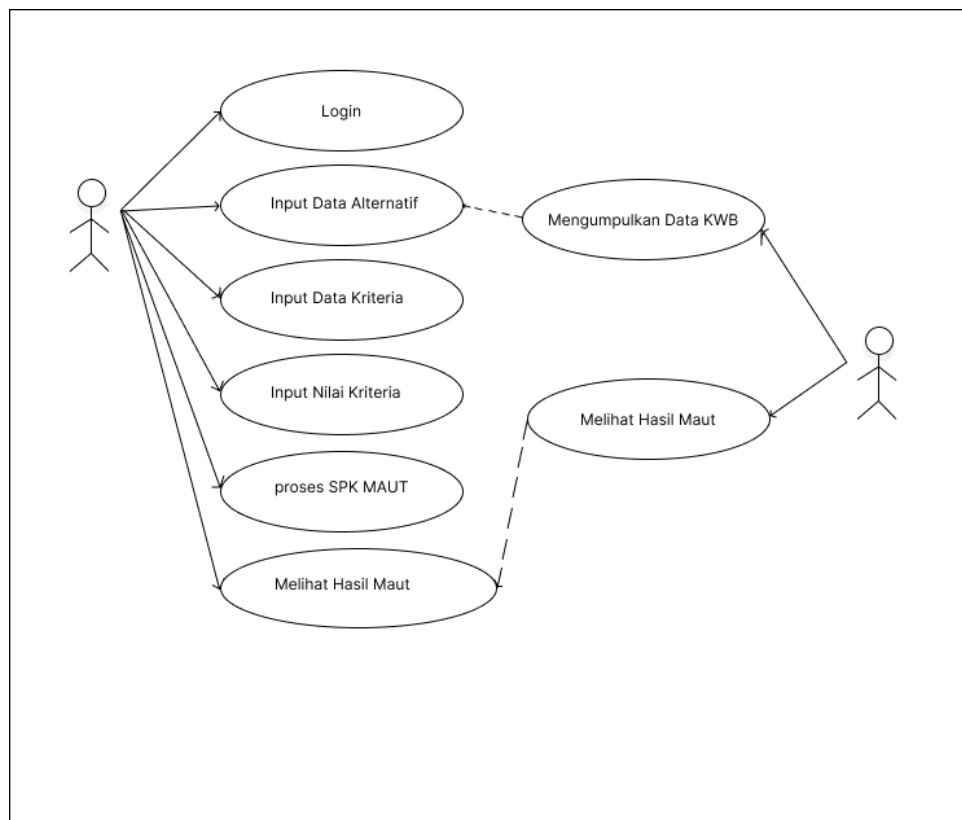 Login
Input Data Alternatif
Mengumpulkan Data KWB
Input Data Kriteria
Input Nilai Kriteria
Melihat Hasil Maut
proses SPK MAUT
Melihat Hasil Maut